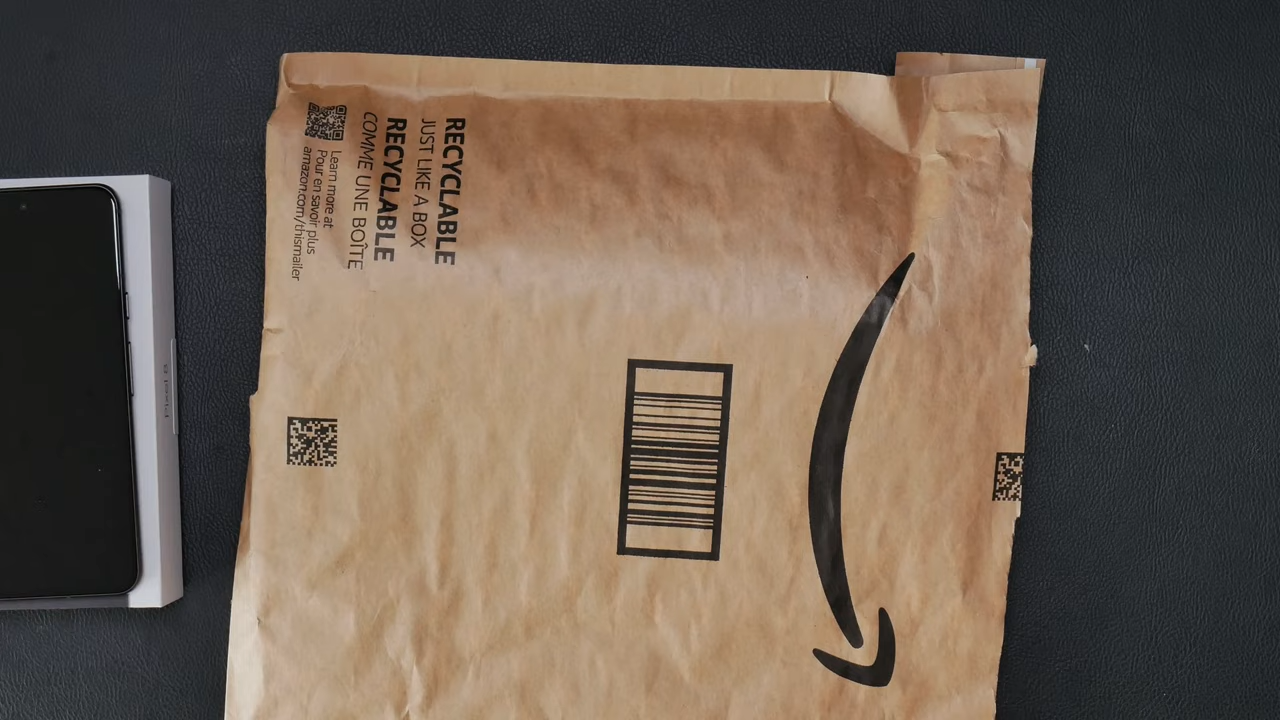 RECYCLABLE
JUST LIKE A BOX
RECYCLABLE
COMME UNE BOÎTE
Learn more at
Pour en savoir plus
amazon.com/thismailer